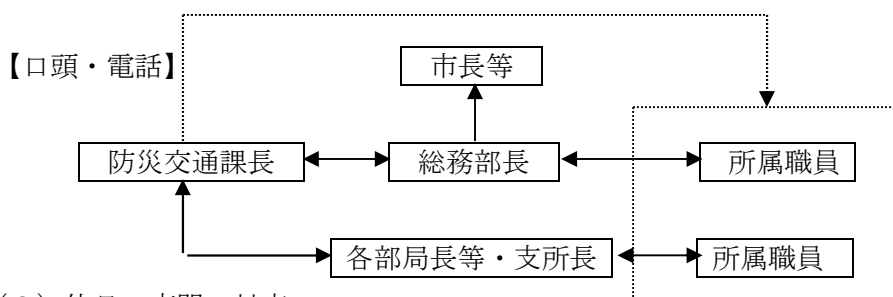 【口頭・電話】
市長等
防災交通課長
総務部長
所属職員
各部局長等・支所長
所属職員